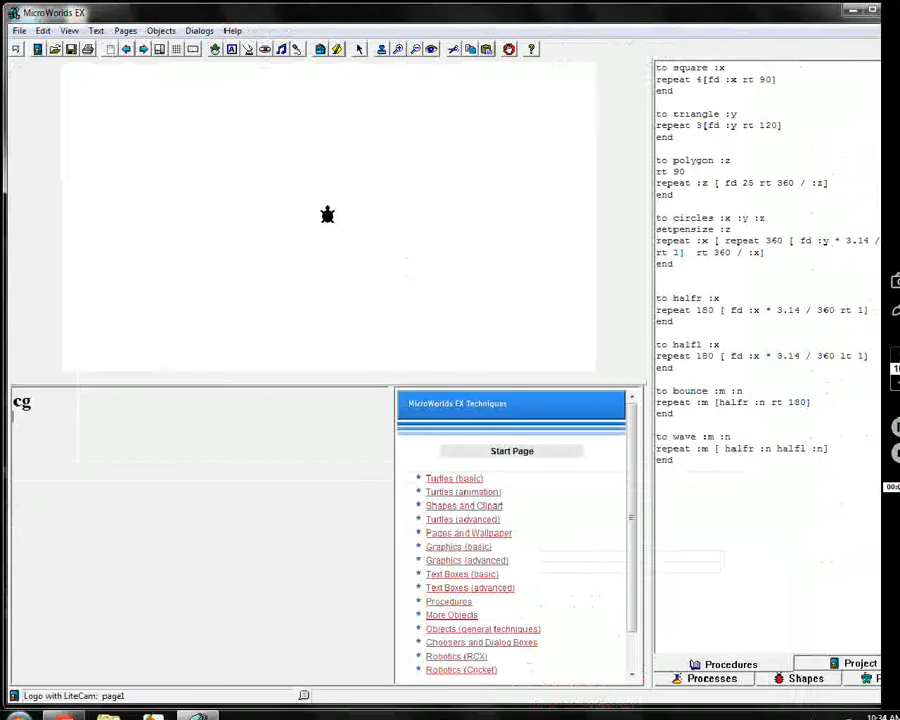 MicroWorlds EX
File Edit View Text Pages Objects Dialogs Help
to square :x
repeat 4[fd :x rt 90]
end
to triangle :y
repeat 3[fd :y rt 120]
end
to polygon :z
rt 90
repeat :z [ fd 25 rt 360 / :z]
end
to circles :x :y :z
setpensize :z
repeat :x [ repeat 360 [ fd :y * 3.14 /
rt 1] rt 360 / :x]
end
to halfr :x
repeat 180 [ fd :x * 3.14 / 360 rt 1]
end
to halfl :x
repeat 180 [ fd :x * 3.14 / 360 lt 1]
end
to bounce :m :n
repeat :m [halfr :n rt 180]
end
to wave :m :n
repeat :m [ halfr :n halfl :n]
end
cg
MicroWorlds EX Techniques
Start Page
Turtles (basic)
Turtles (animation)
Shapes and Clipart
Turtles (advanced)
Pages and Wallpaper
Graphics (basic)
Graphics (advanced)
Text Boxes (basic)
Text Boxes (advanced)
Procedures
More Objects
Objects (general techniques)
Choosers and Dialog Boxes
Robotics (RCX)
Robotics (Cricket)
Procedures Project
Processes Shapes
Logo with LiteCam: page1
10:34 AM